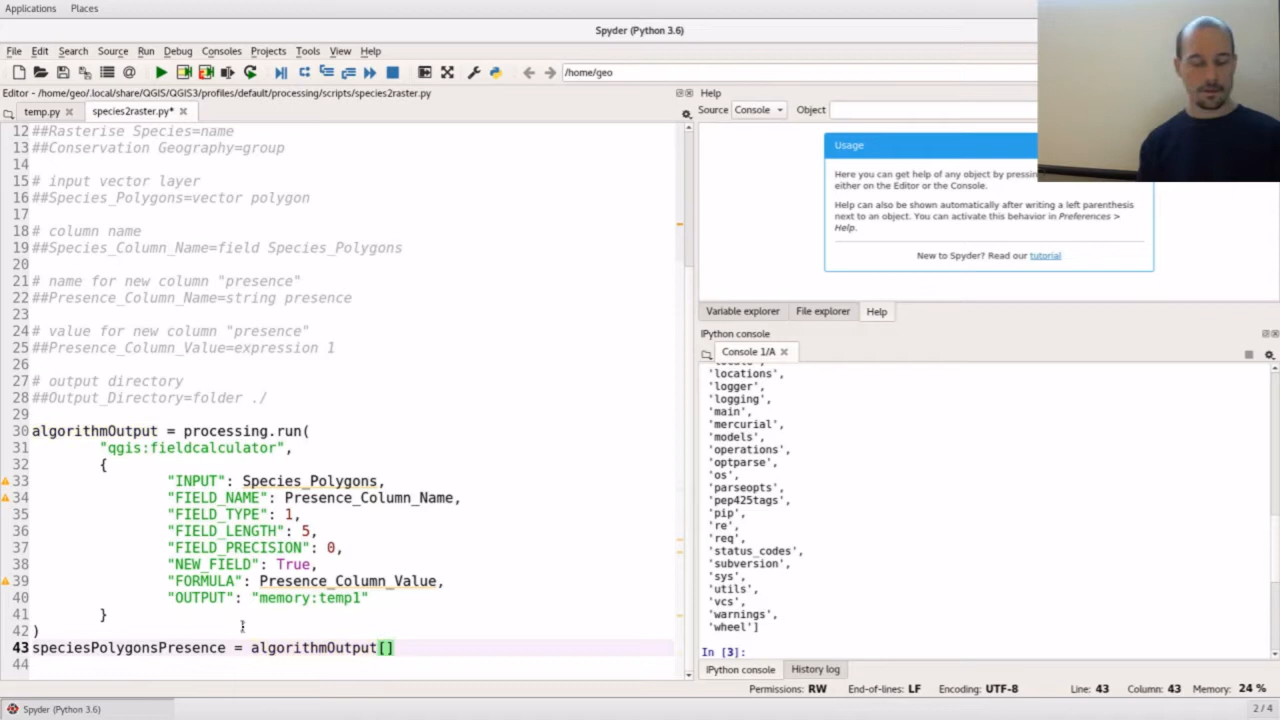 Applications Places
Spyder (Python 3.6)
File Edit Search Source Run Debug Consoles Projects Tools View Help
/home/geo
Editor - /home/geo/.local/share/QGIS/QGIS3/profiles/default/processing/scripts/species2raster.py
temp.py species2raster.py*
12 ##Rasterise Species=name
13 ##Conservation Geography=group
14
15 # input vector layer
16 ##Species_Polygons=vector polygon
17
18 # column name
19 ##Species_Column_Name=field Species_Polygons
20
21 # name for new column "presence"
22 ##Presence_Column_Name=string presence
23
24 # value for new column "presence"
25 ##Presence_Column_Value=expression 1
26
27 # output directory
28 ##Output_Directory=folder ./
29
30 algorithmOutput = processing.run(
31 "qgis:fieldcalculator",
32 {
33 "INPUT": Species_Polygons,
34 "FIELD_NAME": Presence_Column_Name,
35 "FIELD_TYPE": 1,
36 "FIELD_LENGTH": 5,
37 "FIELD_PRECISION": 0,
38 "NEW_FIELD": True,
39 "FORMULA": Presence_Column_Value,
40 "OUTPUT": "memory:temp1"
41 }
42 )
43 speciesPolygonsPresence = algorithmOutput[]
44
Help
Source Console Object
Usage
Here you can get help of any object by pressing
either on the Editor or the Console.
Help can also be shown automatically after writing a left parenthesis
next to an object. You can activate this behavior in Preferences >
Help.
New to Spyder? Read our tutorial
Variable explorer File explorer Help
IPython console
Console 1/A
'locations',
'logger',
'logging',
'main',
'mercurial',
'models',
'operations',
'optparse',
'os',
'parseopts',
'pep425tags',
'pip',
're',
'req',
'status_codes',
'subversion',
'sys',
'utils',
'vcs',
'warnings',
'wheel']
In [3]:
IPython console History log
Permissions: RW End-of-lines: LF Encoding: UTF-8 Line: 43 Column: 43 Memory: 24 %
Spyder (Python 3.6) 2 / 4